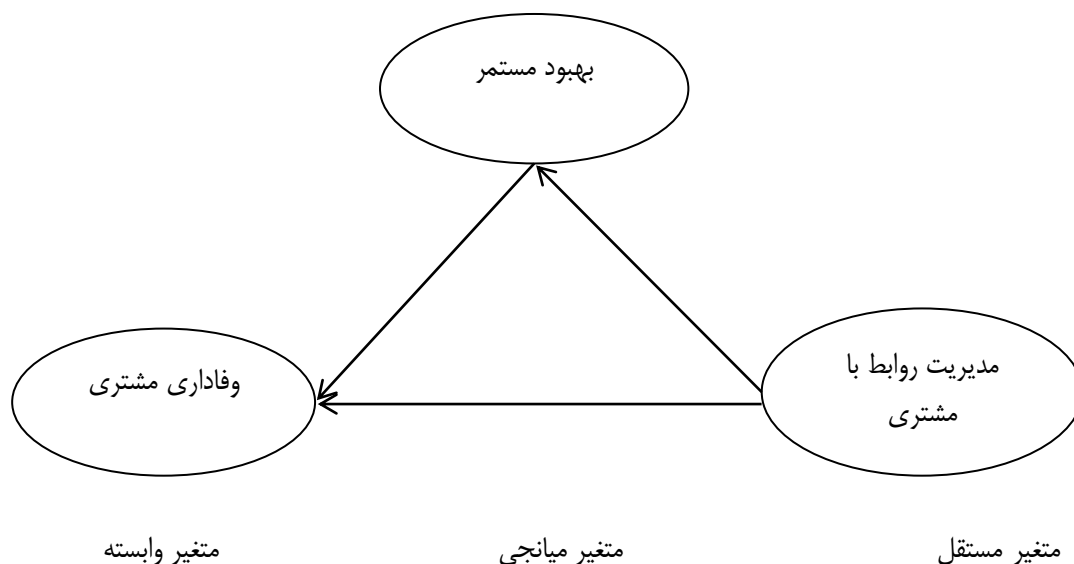 بهبود مستمر
مدیریت روابط با
مشتری
وفاداری مشتری
متغیر مستقل
متغیر میانجی
متغیر وابسته